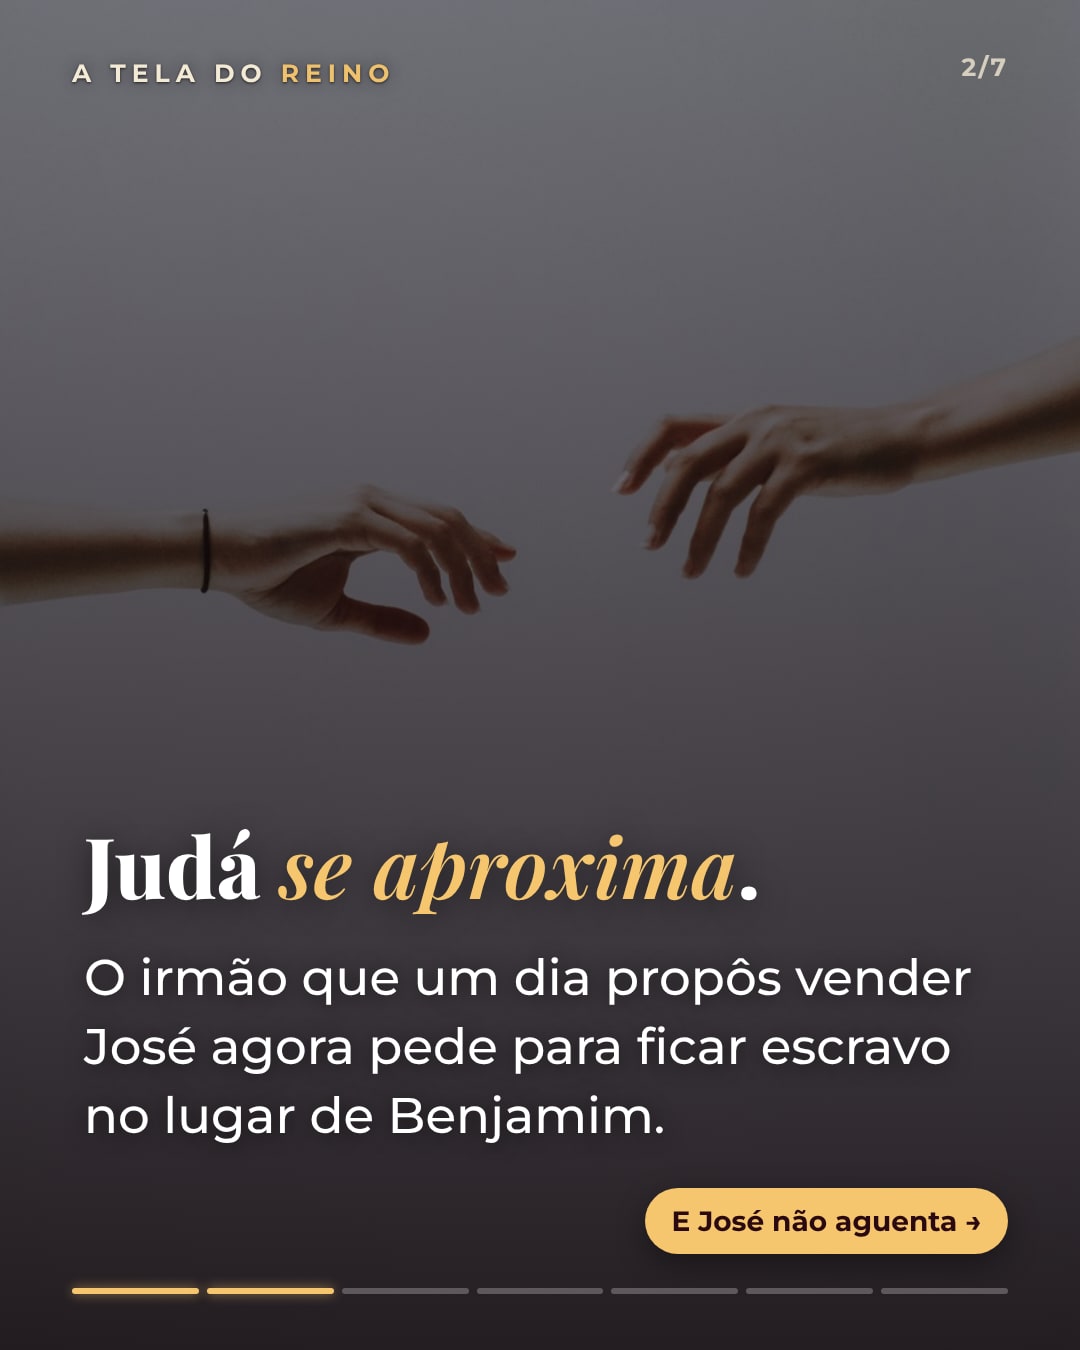 A TELA DO REINO
2/7
Judá se aproxima.
O irmão que um dia propôs vender
José agora pede para ficar escravo
no lugar de Benjamim.
E José não aguenta →